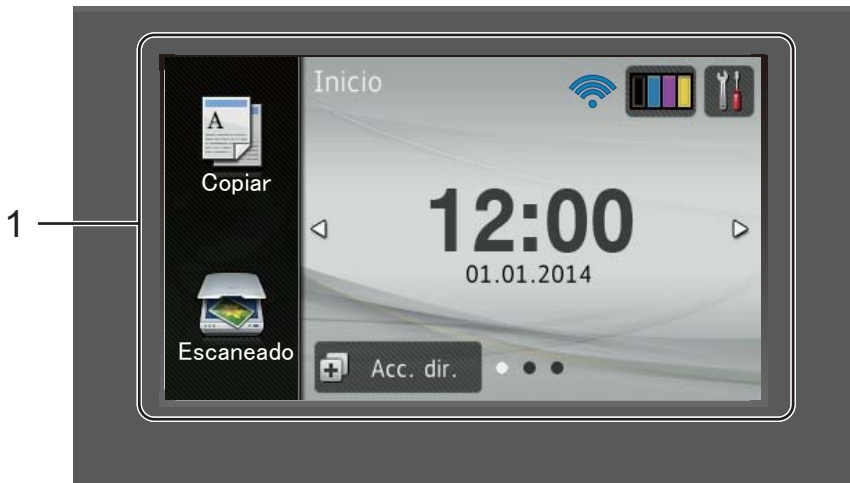 1
Inicio
A
Copiar
12:00
01.01.2014
Escaneado
Acc. dir.